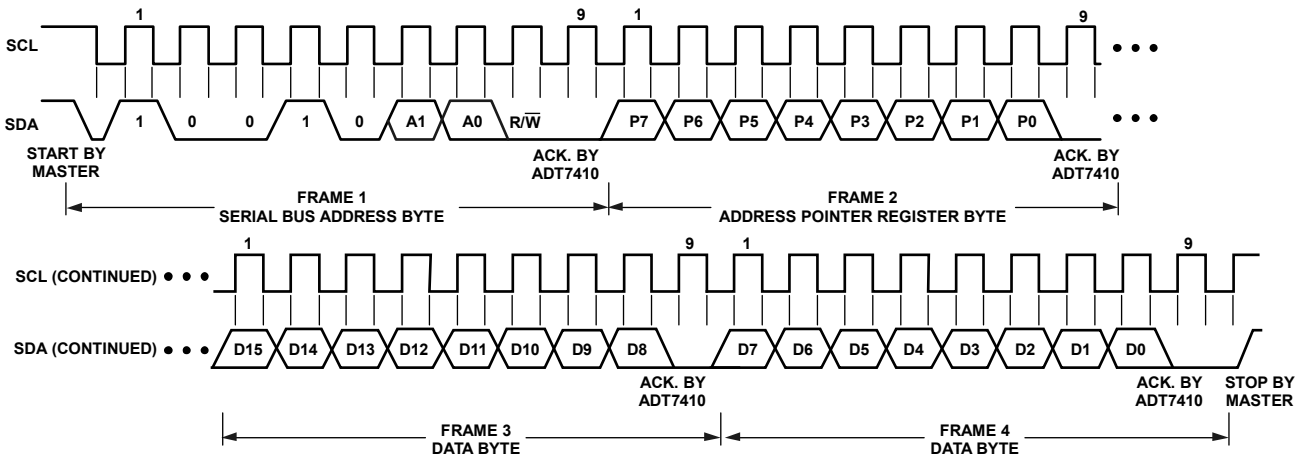 1 9 1 9
SCL
SDA 1 0 0 1 0 A1 A0 R/W̅ P7 P6 P5 P4 P3 P2 P1 P0
START BY
MASTER
ACK. BY
ADT7410
ACK. BY
ADT7410
FRAME 1
SERIAL BUS ADDRESS BYTE
FRAME 2
ADDRESS POINTER REGISTER BYTE
1 9 1 9
SCL (CONTINUED)
SDA (CONTINUED) D15 D14 D13 D12 D11 D10 D9 D8 D7 D6 D5 D4 D3 D2 D1 D0
ACK. BY
ADT7410
ACK. BY
ADT7410
STOP BY
MASTER
FRAME 3
DATA BYTE
FRAME 4
DATA BYTE